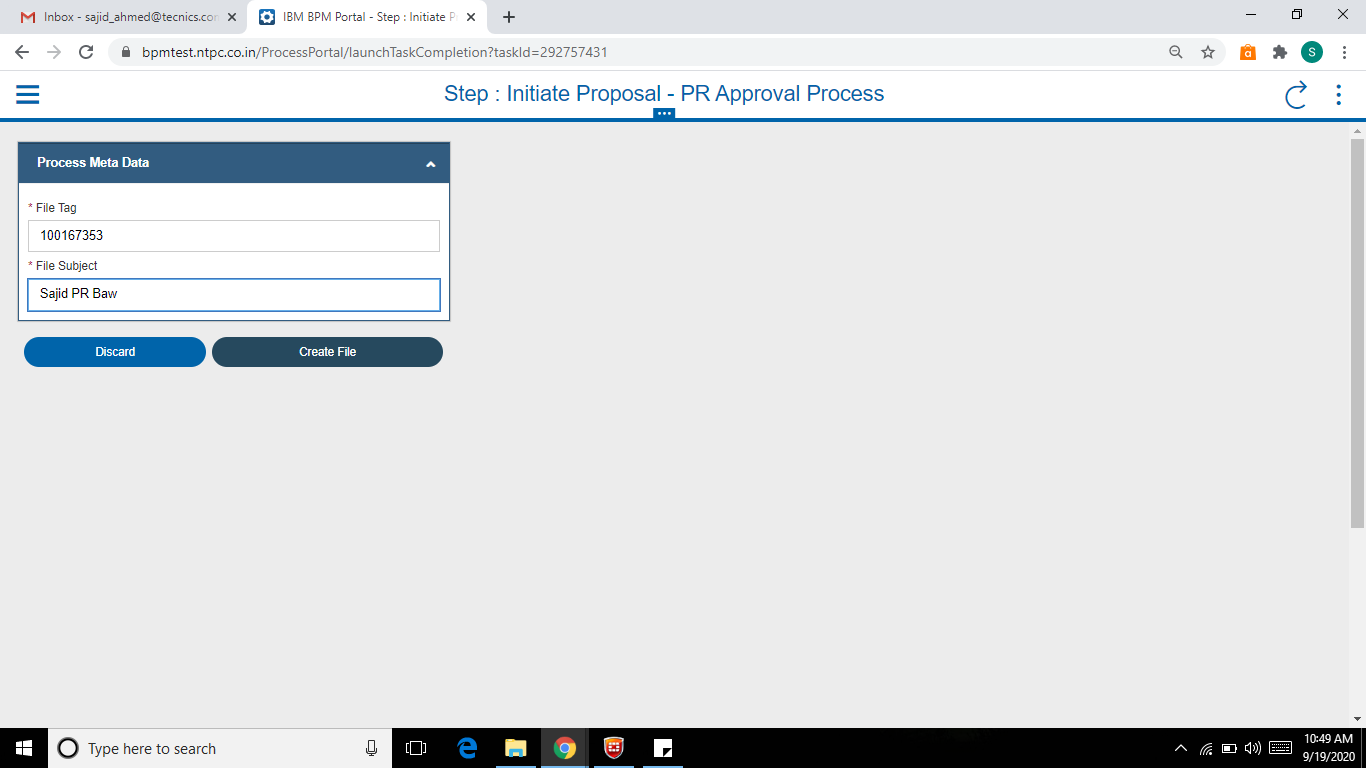 Inbox - sajid_ahmed@tecnics.com
IBM BPM Portal - Step : Initiate P
bpmtest.ntpc.co.in/ProcessPortal/launchTaskCompletion?taskId=292757431
a
S
Step : Initiate Proposal - PR Approval Process
Process Meta Data
* File Tag
100167353
* File Subject
Sajid PR Baw
Discard
Create File
Type here to search
10:49 AM
9/19/2020